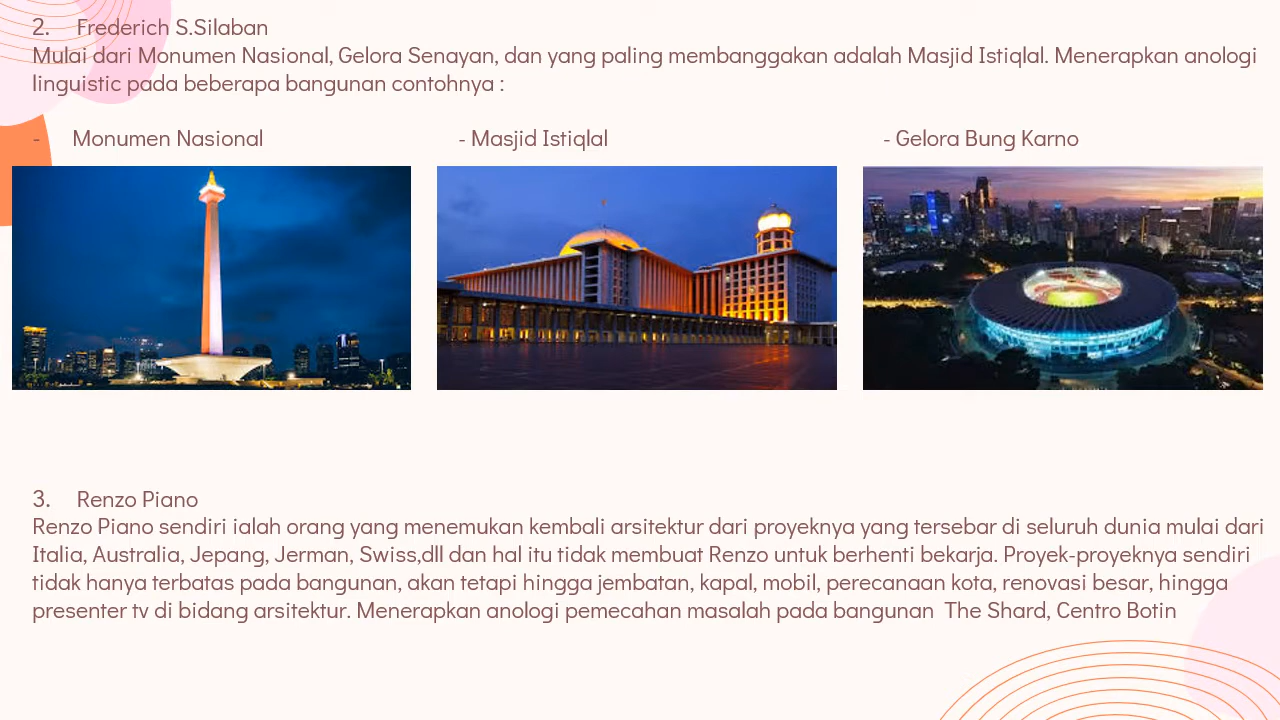 2. Frederich S.Silaban
Mulai dari Monumen Nasional, Gelora Senayan, dan yang paling membanggakan adalah Masjid Istiqlal. Menerapkan anologi
linguistic pada beberapa bangunan contohnya :
- Monumen Nasional
- Masjid Istiqlal
- Gelora Bung Karno
3. Renzo Piano
Renzo Piano sendiri ialah orang yang menemukan kembali arsitektur dari proyeknya yang tersebar di seluruh dunia mulai dari
Italia, Australia, Jepang, Jerman, Swiss,dll dan hal itu tidak membuat Renzo untuk berhenti bekarja. Proyek-proyeknya sendiri
tidak hanya terbatas pada bangunan, akan tetapi hingga jembatan, kapal, mobil, perecanaan kota, renovasi besar, hingga
presenter tv di bidang arsitektur. Menerapkan anologi pemecahan masalah pada bangunan The Shard, Centro Botin